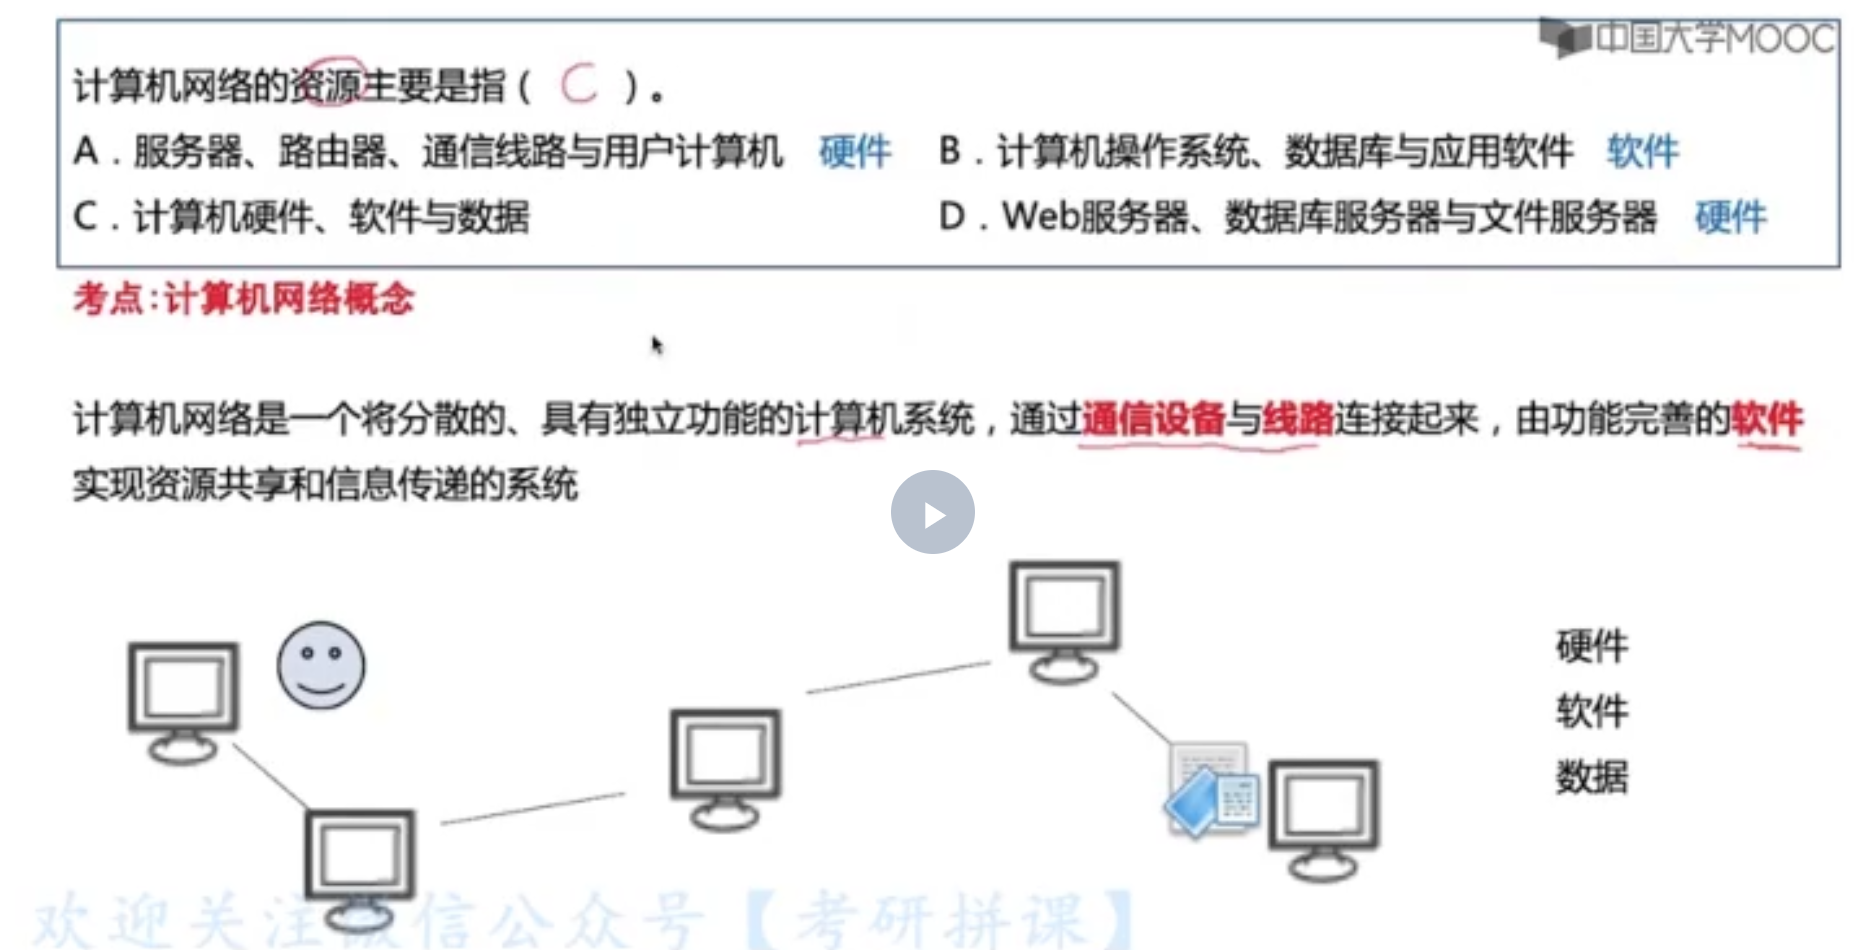 中国大学MOOC
计算机网络的资源主要是指（ C ）。
A．服务器、路由器、通信线路与用户计算机 硬件 B．计算机操作系统、数据库与应用软件 软件
C．计算机硬件、软件与数据 D．Web服务器、数据库服务器与文件服务器 硬件
考点:计算机网络概念
计算机网络是一个将分散的、具有独立功能的计算机系统，通过通信设备与线路连接起来，由功能完善的软件
实现资源共享和信息传递的系统
硬件
软件
数据
欢迎关注微信公众号【考研拼课】